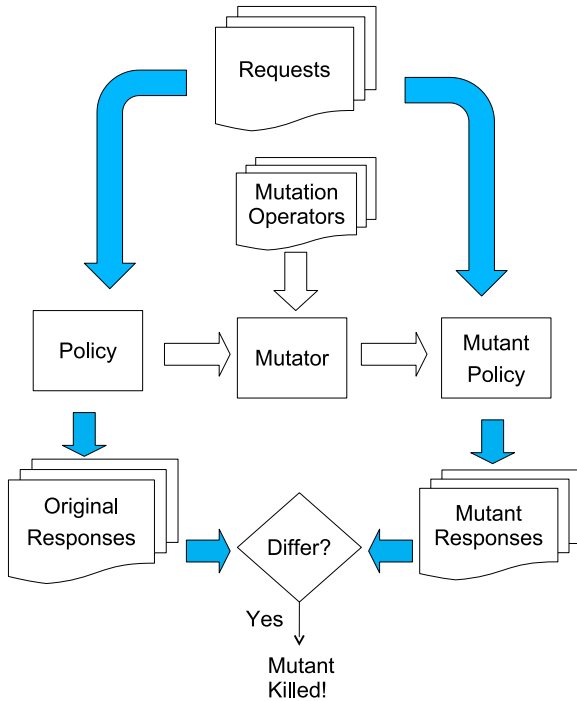 Requests
Mutation
Operators
Policy
Mutator
Mutant
Policy
Original
Responses
Differ?
Mutant
Responses
Yes
Mutant
Killed!